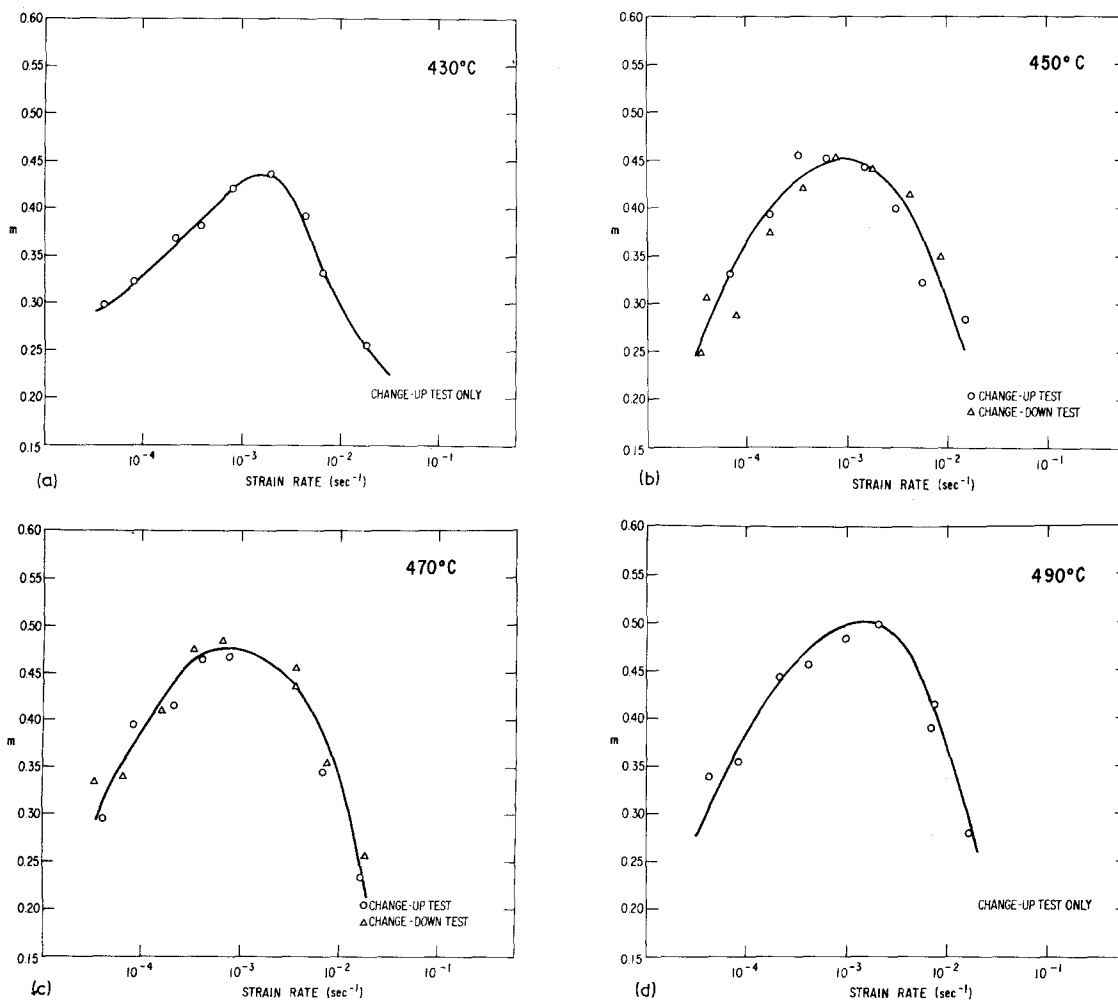 0.60
0.55
0.50
0.45
0.40
m
0.35
0.30
0.25
0.20
0.15
430°C
CHANGE-UP TEST ONLY
10⁻⁴ 10⁻³ 10⁻² 10⁻¹
(a) STRAIN RATE (sec⁻¹)
0.60
0.55
0.50
0.45
0.40
m
0.35
0.30
0.25
0.20
0.15
450°C
CHANGE-UP TEST
CHANGE-DOWN TEST
10⁻⁴ 10⁻³ 10⁻² 10⁻¹
(b) STRAIN RATE (sec⁻¹)
0.60
0.55
0.50
0.45
0.40
m
0.35
0.30
0.25
0.20
0.15
470°C
CHANGE-UP TEST
CHANGE-DOWN TEST
10⁻⁴ 10⁻³ 10⁻² 10⁻¹
(c) STRAIN RATE (sec⁻¹)
0.60
0.55
0.50
0.45
0.40
m
0.35
0.30
0.25
0.20
0.15
490°C
CHANGE-UP TEST ONLY
10⁻⁴ 10⁻³ 10⁻² 10⁻¹
(d) STRAIN RATE (sec⁻¹)